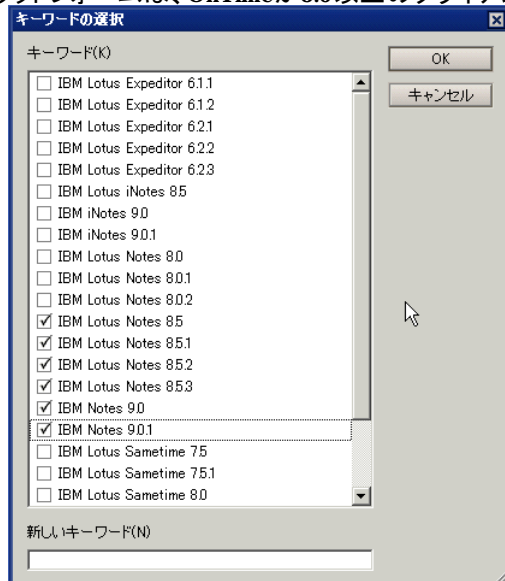 キーワードの選択
キーワード(K)
OK
キャンセル
IBM Lotus Expeditor 6.1.1
IBM Lotus Expeditor 6.1.2
IBM Lotus Expeditor 6.2.1
IBM Lotus Expeditor 6.2.2
IBM Lotus Expeditor 6.2.3
IBM Lotus iNotes 8.5
IBM iNotes 9.0
IBM iNotes 9.0.1
IBM Lotus Notes 8.0
IBM Lotus Notes 8.0.1
IBM Lotus Notes 8.0.2
IBM Lotus Notes 8.5
IBM Lotus Notes 8.5.1
IBM Lotus Notes 8.5.2
IBM Lotus Notes 8.5.3
IBM Notes 9.0
IBM Notes 9.0.1
IBM Lotus Sametime 7.5
IBM Lotus Sametime 7.5.1
IBM Lotus Sametime 8.0
新しいキーワード(N)